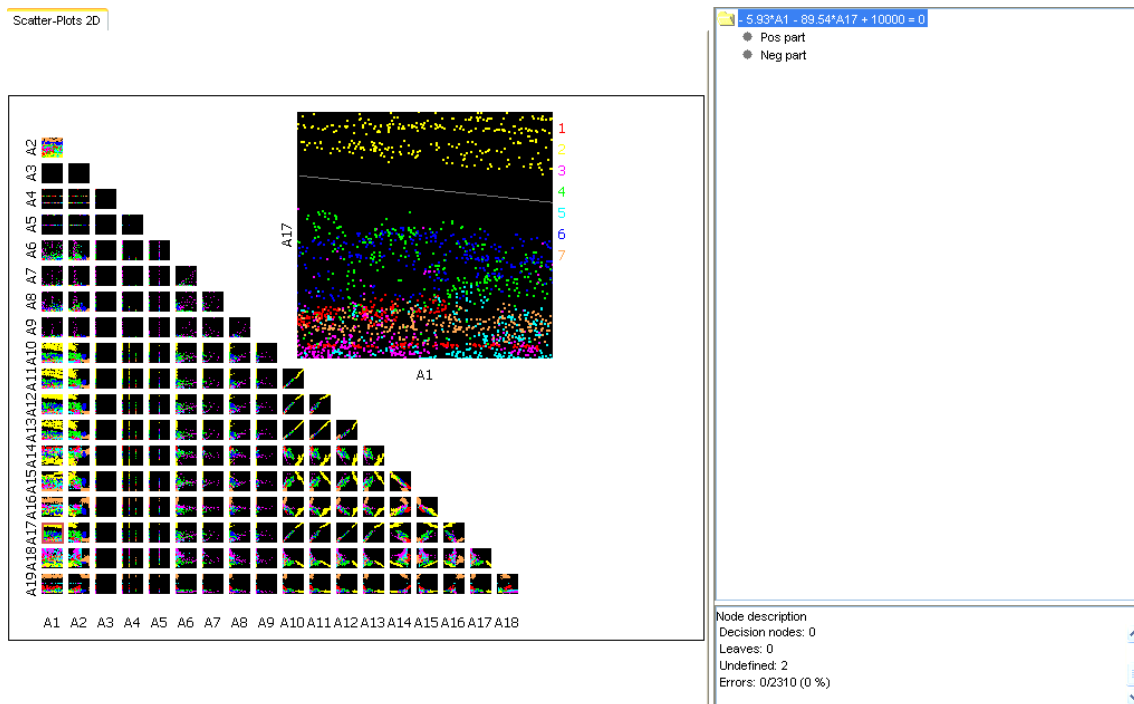 Scatter-Plots 2D
- 5.93*A1 - 89.54*A17 + 10000 = 0
Pos part
Neg part
1
2
3
4
5
6
7
A17
A1
A2
A3
A4
A5
A6
A7
A8
A9
A10
A11
A12
A13
A14
A15
A16
A17
A18
A19
A1 A2 A3 A4 A5 A6 A7 A8 A9 A10 A11 A12 A13 A14 A15 A16 A17 A18
Node description
Decision nodes: 0
Leaves: 0
Undefined: 2
Errors: 0/2310 (0 %)